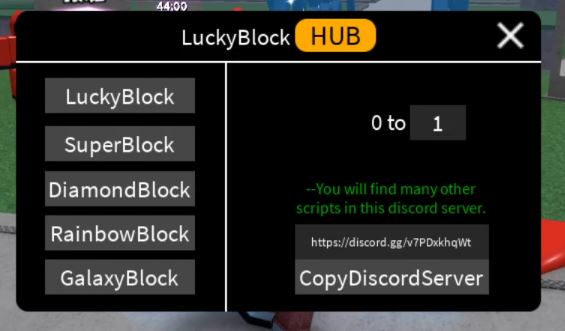 44:00
LuckyBlock HUB
LuckyBlock
SuperBlock
DiamondBlock
RainbowBlock
GalaxyBlock
0 to 1
--You will find many other
scripts in this discord server.
https://discord.gg/v7PDxkhqWt
CopyDiscordServer